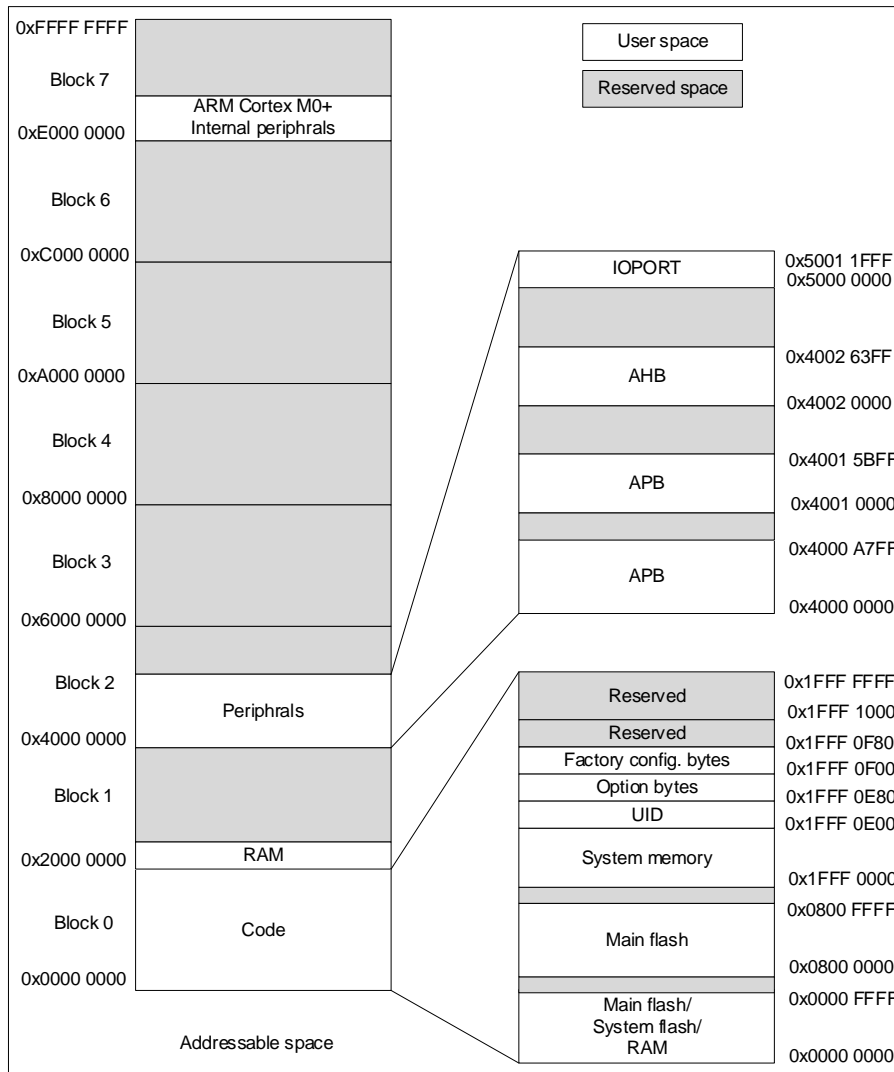 0xFFFF FFFF
Block 7
ARM Cortex M0+
Internal periphrals
0xE000 0000
Block 6
0xC000 0000
Block 5
0xA000 0000
Block 4
0x8000 0000
Block 3
0x6000 0000
Block 2
Periphrals
0x4000 0000
Block 1
0x2000 0000
RAM
Block 0
Code
0x0000 0000
Addressable space
User space
Reserved space
IOPORT
0x5001 1FFF
0x5000 0000
AHB
0x4002 63FF
0x4002 0000
APB
0x4001 5BFF
0x4001 0000
APB
0x4000 A7FF
0x4000 0000
Reserved
0x1FFF FFFF
0x1FFF 1000
Reserved
0x1FFF 0F80
Factory config. bytes
0x1FFF 0F00
Option bytes
0x1FFF 0E80
UID
0x1FFF 0E00
System memory
0x1FFF 0000
0x0800 FFFF
Main flash
0x0800 0000
0x0000 FFFF
Main flash/
System flash/
RAM
0x0000 0000